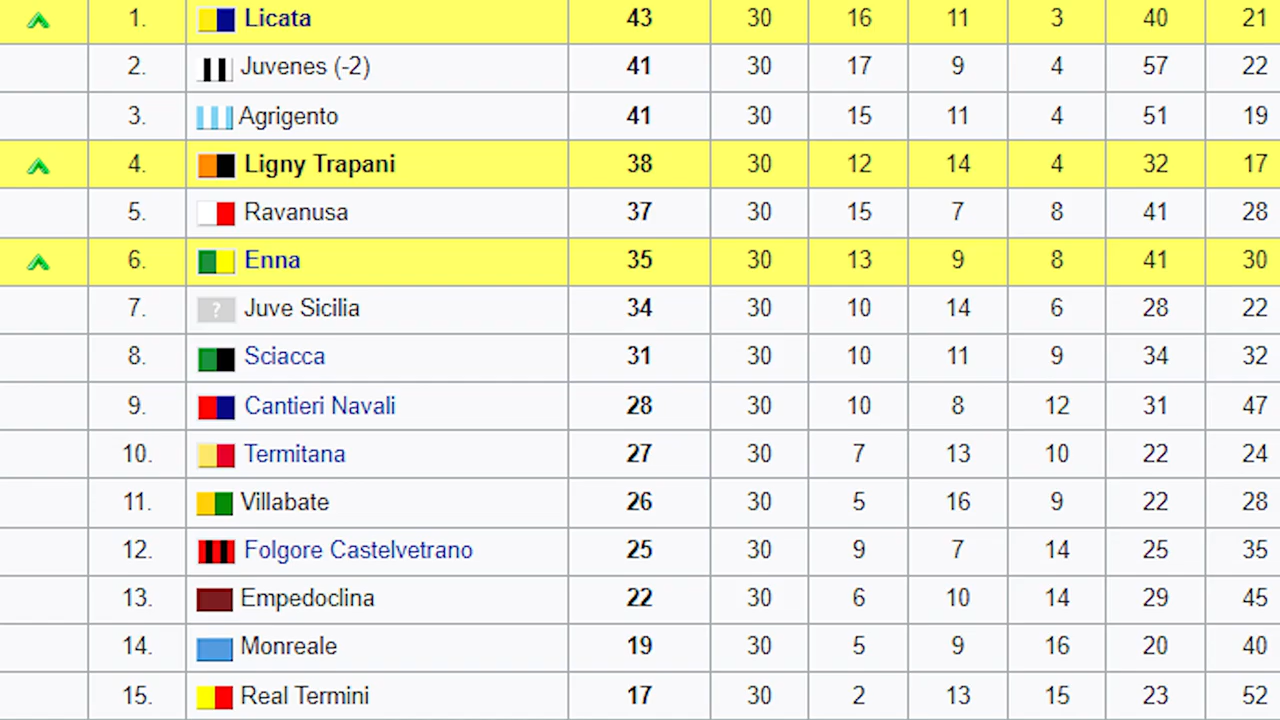 1. Licata 43 30 16 11 3 40 21
2. Juvenes (-2) 41 30 17 9 4 57 22
3. Agrigento 41 30 15 11 4 51 19
4. Ligny Trapani 38 30 12 14 4 32 17
5. Ravanusa 37 30 15 7 8 41 28
6. Enna 35 30 13 9 8 41 30
7. ? Juve Sicilia 34 30 10 14 6 28 22
8. Sciacca 31 30 10 11 9 34 32
9. Cantieri Navali 28 30 10 8 12 31 47
10. Termitana 27 30 7 13 10 22 24
11. Villabate 26 30 5 16 9 22 28
12. Folgore Castelvetrano 25 30 9 7 14 25 35
13. Empedoclina 22 30 6 10 14 29 45
14. Monreale 19 30 5 9 16 20 40
15. Real Termini 17 30 2 13 15 23 52